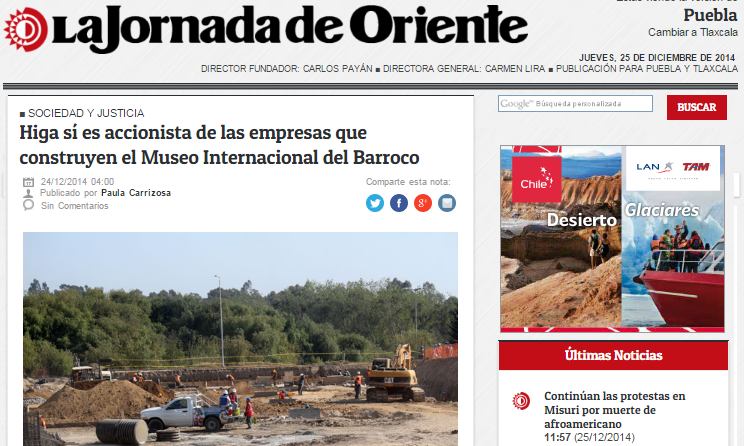 LaJornada de Oriente
Puebla
Cambiar a Tlaxcala
JUEVES, 25 DE DICIEMBRE DE 2014
DIRECTOR FUNDADOR: CARLOS PAYÁN ■ DIRECTORA GENERAL: CARMEN LIRA ■ PUBLICACIÓN PARA PUEBLA Y TLAXCALA
■ SOCIEDAD Y JUSTICIA
Higa sí es accionista de las empresas que
construyen el Museo Internacional del Barroco
24/12/2014 04:00
Publicado por Paula Carrizosa
Sin Comentarios
Comparte esta nota:
Google™ Búsqueda personalizada
BUSCAR
Chile
LAN TAM
Desierto Glaciares
Últimas Noticias
Continúan las protestas en
Misuri por muerte de
afroamericano
11:57 (25/12/2014)